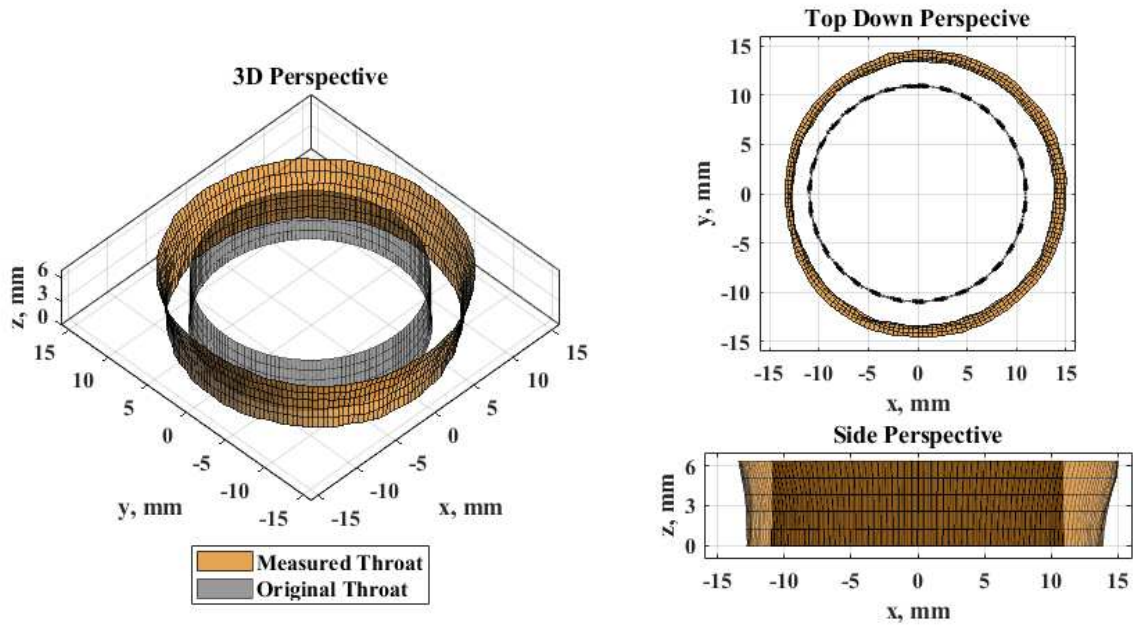 3D Perspective
z, mm
6
3
0
15
10
5
0
-5
-10
-15
y, mm
-15
-10
-5
0
5
10
15
x, mm
Measured Throat
Original Throat
Top Down Perspecive
y, mm
15
10
5
0
-5
-10
-15
-15 -10 -5 0 5 10 15
x, mm
Side Perspective
z, mm
6
3
0
-15 -10 -5 0 5 10 15
x, mm